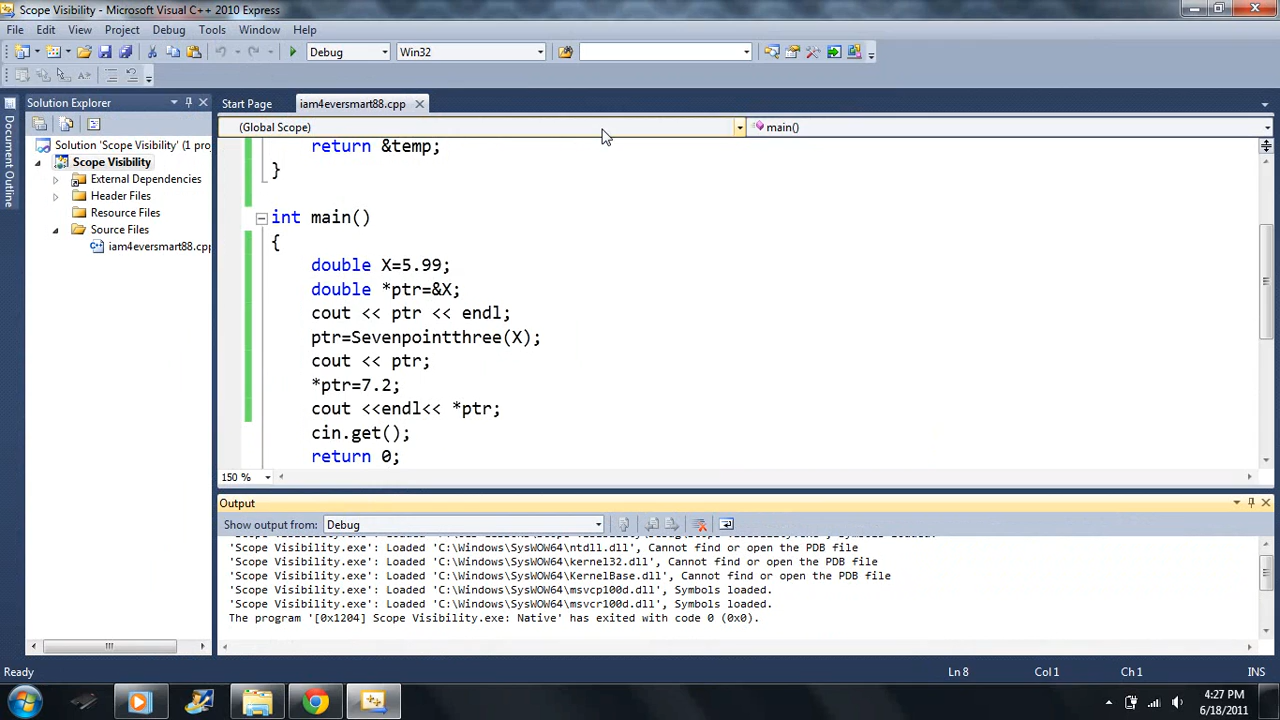 Scope Visibility - Microsoft Visual C++ 2010 Express
File Edit View Project Debug Tools Window Help
Debug Win32
Solution Explorer
Start Page iam4eversmart88.cpp
(Global Scope) main()
Document Outline
Solution 'Scope Visibility' (1 proj
Scope Visibility
External Dependencies
Header Files
Resource Files
Source Files
iam4eversmart88.cpp
return &temp;
}
int main()
{
double X=5.99;
double *ptr=&X;
cout << ptr << endl;
ptr=Sevenpointthree(X);
cout << ptr;
*ptr=7.2;
cout <<endl<< *ptr;
cin.get();
return 0;
150 %
Output
Show output from: Debug
'Scope Visibility.exe': Loaded 'C:\Windows\SysWOW64\ntdll.dll', Cannot find or open the PDB file
'Scope Visibility.exe': Loaded 'C:\Windows\SysWOW64\kernel32.dll', Cannot find or open the PDB file
'Scope Visibility.exe': Loaded 'C:\Windows\SysWOW64\KernelBase.dll', Cannot find or open the PDB file
'Scope Visibility.exe': Loaded 'C:\Windows\SysWOW64\msvcp100d.dll', Symbols loaded.
'Scope Visibility.exe': Loaded 'C:\Windows\SysWOW64\msvcr100d.dll', Symbols loaded.
The program '[0x1204] Scope Visibility.exe: Native' has exited with code 0 (0x0).
Ready Ln 8 Col 1 Ch 1 INS
4:27 PM
6/18/2011